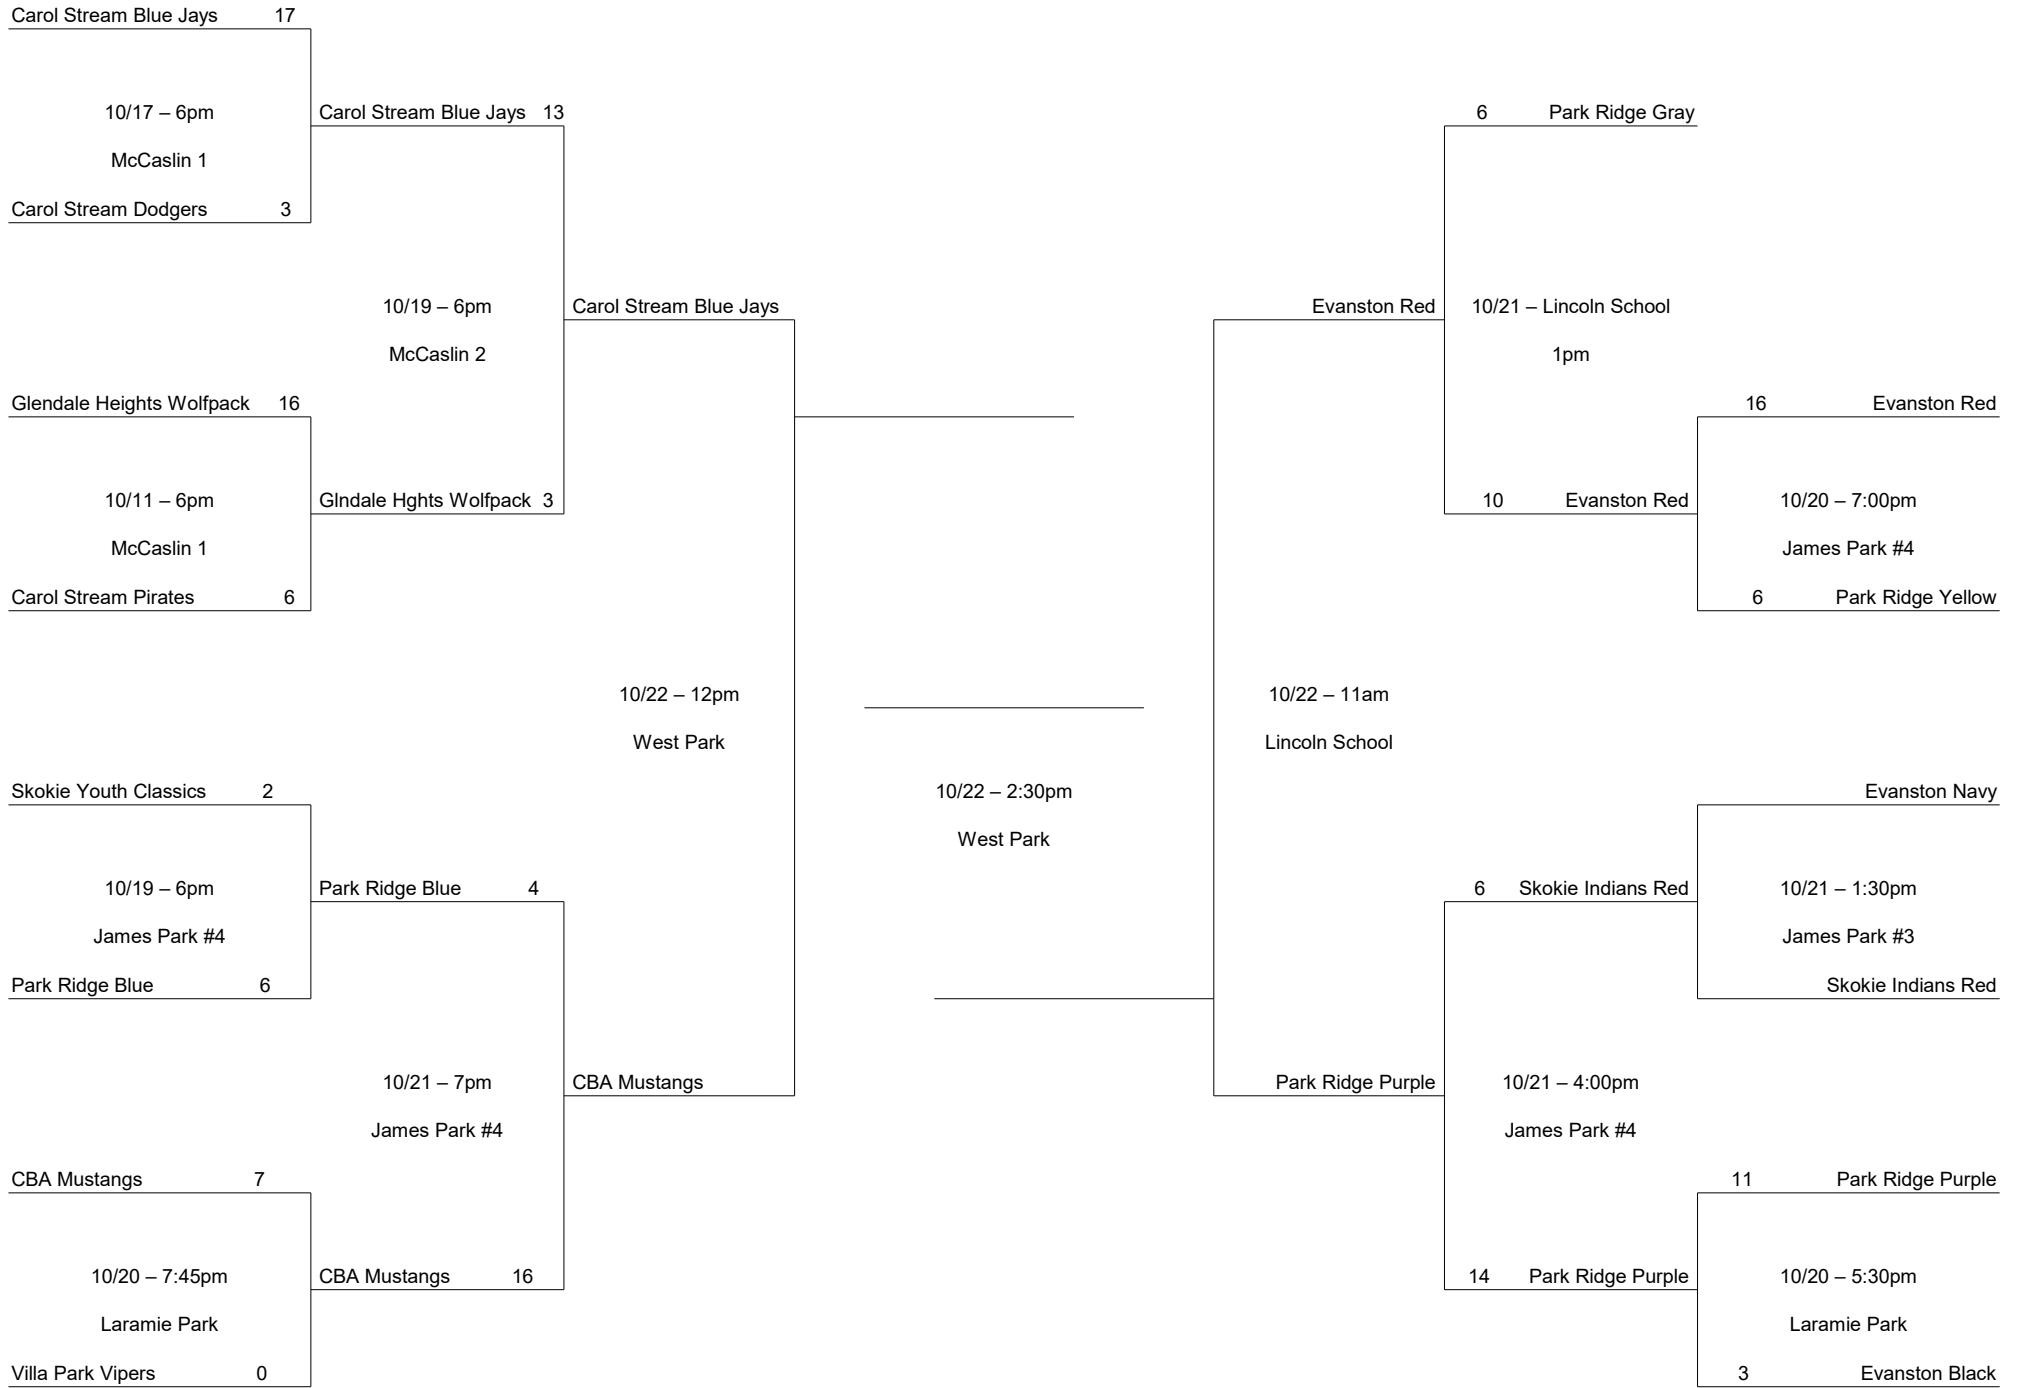 Carol Stream Blue Jays 17
10/17 – 6pm
McCaslin 1
Carol Stream Dodgers 3
Carol Stream Blue Jays 13
10/19 – 6pm
McCaslin 2
Glendale Heights Wolfpack 16
10/11 – 6pm
McCaslin 1
Carol Stream Pirates 6
Glndale Hghts Wolfpack 3
Carol Stream Blue Jays
10/22 – 12pm
West Park
Skokie Youth Classics 2
10/19 – 6pm
James Park #4
Park Ridge Blue 6
Park Ridge Blue 4
10/21 – 7pm
James Park #4
CBA Mustangs
CBA Mustangs 7
10/20 – 7:45pm
Laramie Park
Villa Park Vipers 0
CBA Mustangs 16
10/22 – 2:30pm
West Park
6 Park Ridge Gray
Evanston Red
10/21 – Lincoln School
1pm
16 Evanston Red
10 Evanston Red
10/20 – 7:00pm
James Park #4
6 Park Ridge Yellow
10/22 – 11am
Lincoln School
Evanston Navy
6 Skokie Indians Red
10/21 – 1:30pm
James Park #3
Skokie Indians Red
Park Ridge Purple
10/21 – 4:00pm
James Park #4
11 Park Ridge Purple
14 Park Ridge Purple
10/20 – 5:30pm
Laramie Park
3 Evanston Black